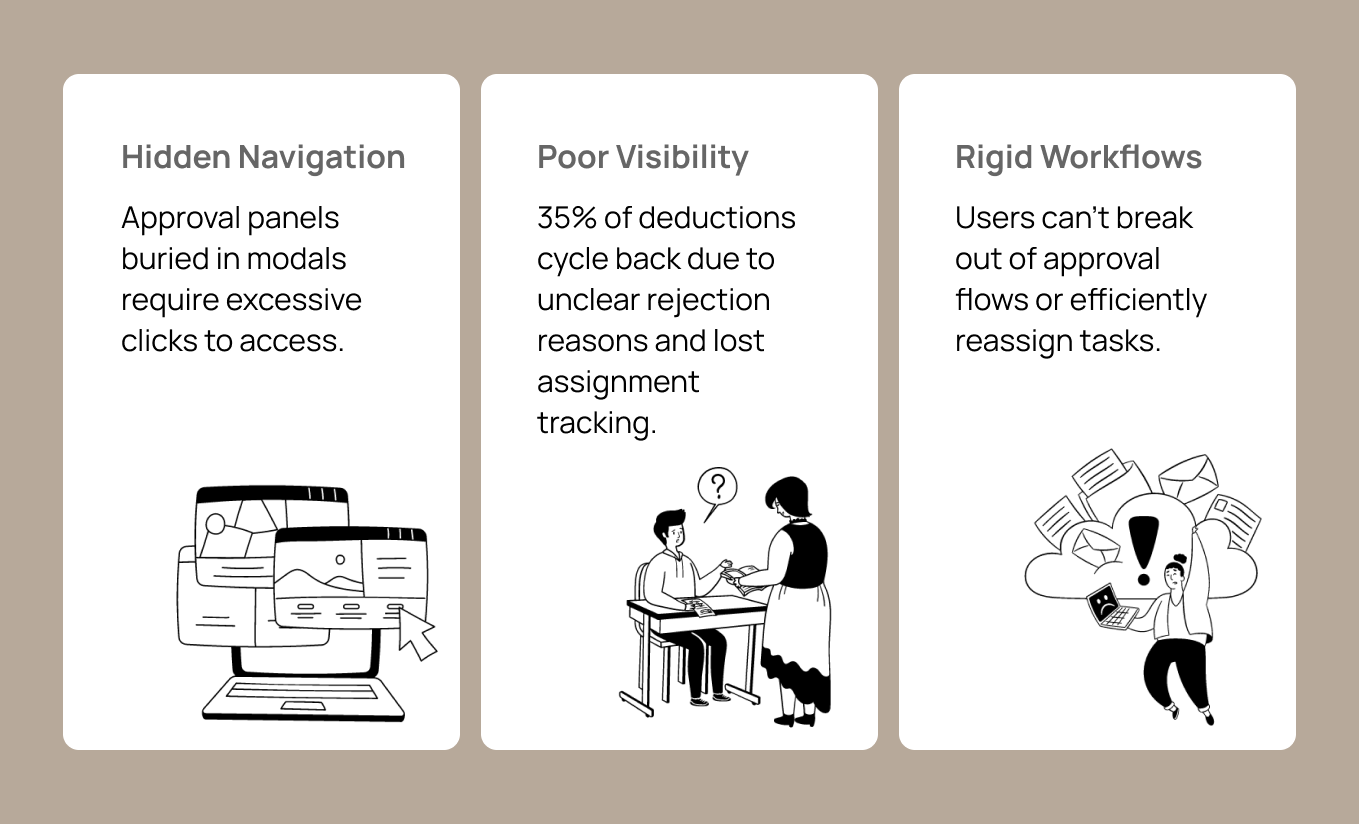 Hidden Navigation
Approval panels
buried in modals
require excessive
clicks to access.
Poor Visibility
35% of deductions
cycle back due to
unclear rejection
reasons and lost
assignment
tracking.
?
Rigid Workflows
Users can’t break
out of approval
flows or efficiently
reassign tasks.
!